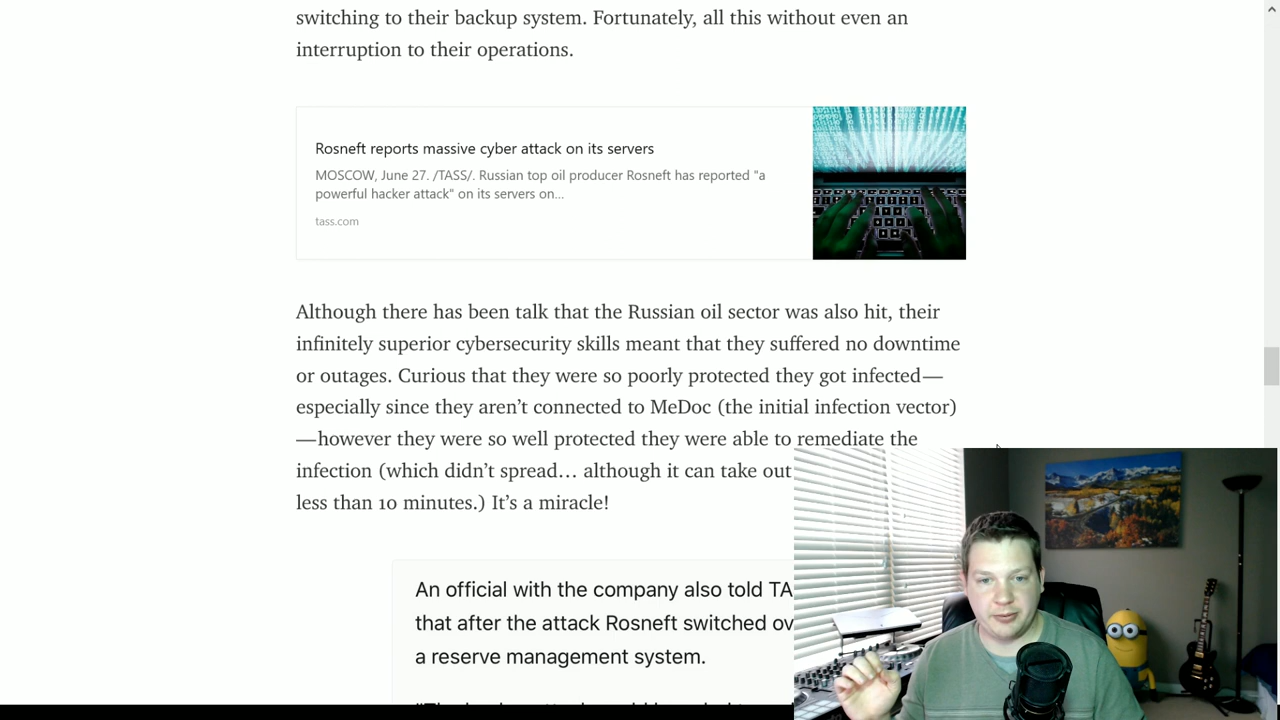 switching to their backup system. Fortunately, all this without even an
interruption to their operations.
Rosneft reports massive cyber attack on its servers
MOSCOW, June 27. /TASS/. Russian top oil producer Rosneft has reported "a
powerful hacker attack" on its servers on...
tass.com
Although there has been talk that the Russian oil sector was also hit, their
infinitely superior cybersecurity skills meant that they suffered no downtime
or outages. Curious that they were so poorly protected they got infected—
especially since they aren’t connected to MeDoc (the initial infection vector)
—however they were so well protected they were able to remediate the
infection (which didn’t spread… although it can take out
less than 10 minutes.) It’s a miracle!
An official with the company also told TA
that after the attack Rosneft switched ov
a reserve management system.